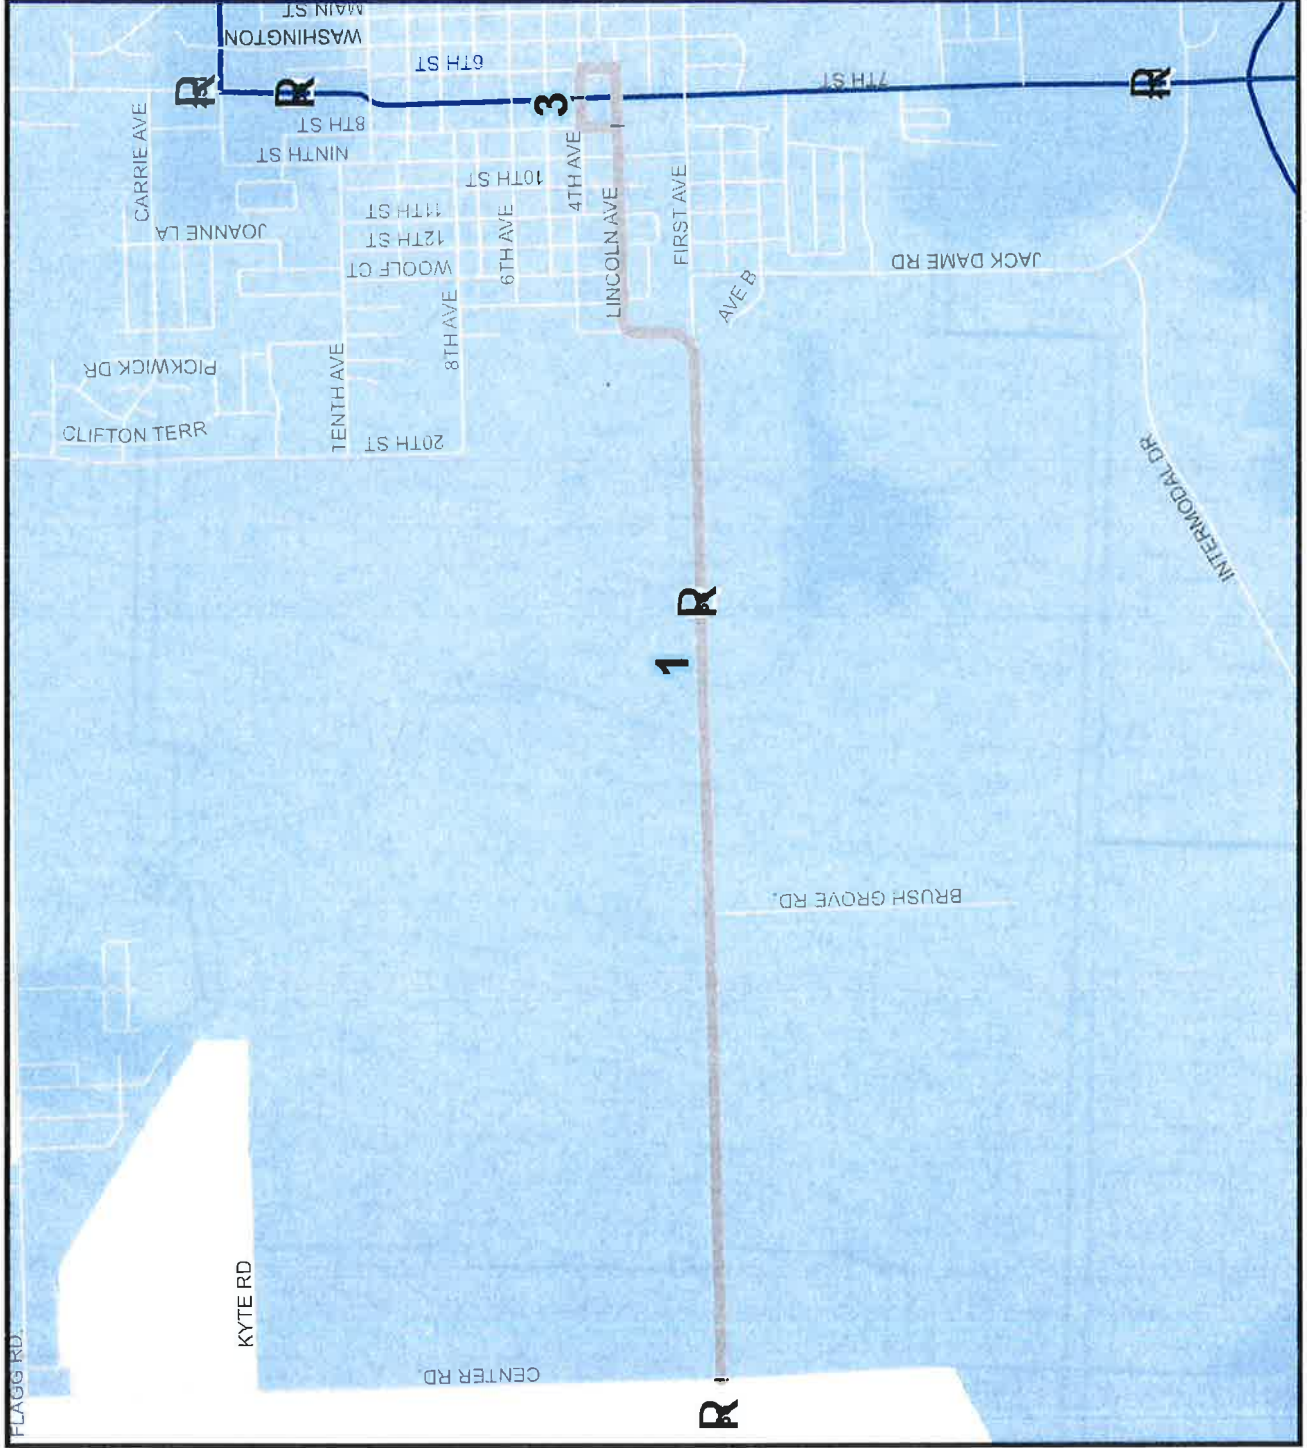 MAIN ST
WASHINGTON
6TH ST
7TH ST
R
R
R
3
8TH ST
NINTH ST
CARRIE AVE
10TH ST
4TH AVE
11TH ST
12TH ST
WOOLF CT
JOANNE LA
6TH AVE
LINCOLN AVE
FIRST AVE
JACK DAME RD
AVE B
8TH AVE
PICKWICK DR
TENTH AVE
CLIFTON TERR
20TH ST
INTERMODAL DR
R
1
BRUSH GROVE RD.
KYTE RD
CENTER RD.
FLAGG RD.
R